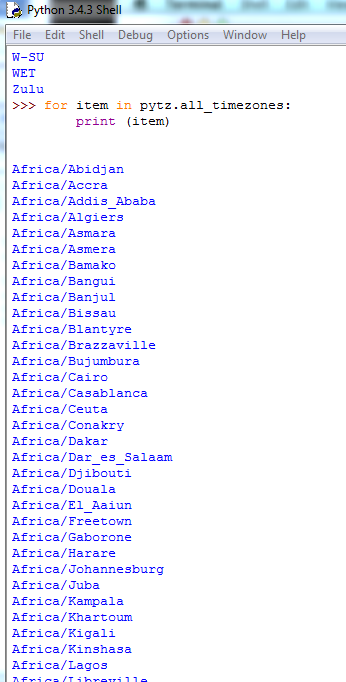 Python 3.4.3 Shell
File Edit Shell Debug Options Window Help
W-SU
WET
Zulu
>>> for item in pytz.all_timezones:
        print (item)
Africa/Abidjan
Africa/Accra
Africa/Addis_Ababa
Africa/Algiers
Africa/Asmara
Africa/Asmera
Africa/Bamako
Africa/Bangui
Africa/Banjul
Africa/Bissau
Africa/Blantyre
Africa/Brazzaville
Africa/Bujumbura
Africa/Cairo
Africa/Casablanca
Africa/Ceuta
Africa/Conakry
Africa/Dakar
Africa/Dar_es_Salaam
Africa/Djibouti
Africa/Douala
Africa/El_Aaiun
Africa/Freetown
Africa/Gaborone
Africa/Harare
Africa/Johannesburg
Africa/Juba
Africa/Kampala
Africa/Khartoum
Africa/Kigali
Africa/Kinshasa
Africa/Lagos
Africa/Libreville